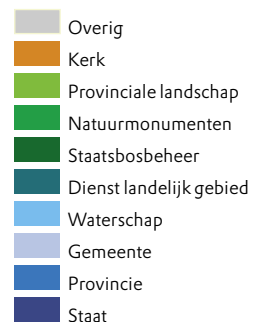 Overig
Kerk
Provinciale landschap
Natuurmonumenten
Staatsbosbeheer
Dienst landelijk gebied
Waterschap
Gemeente
Provincie
Staat